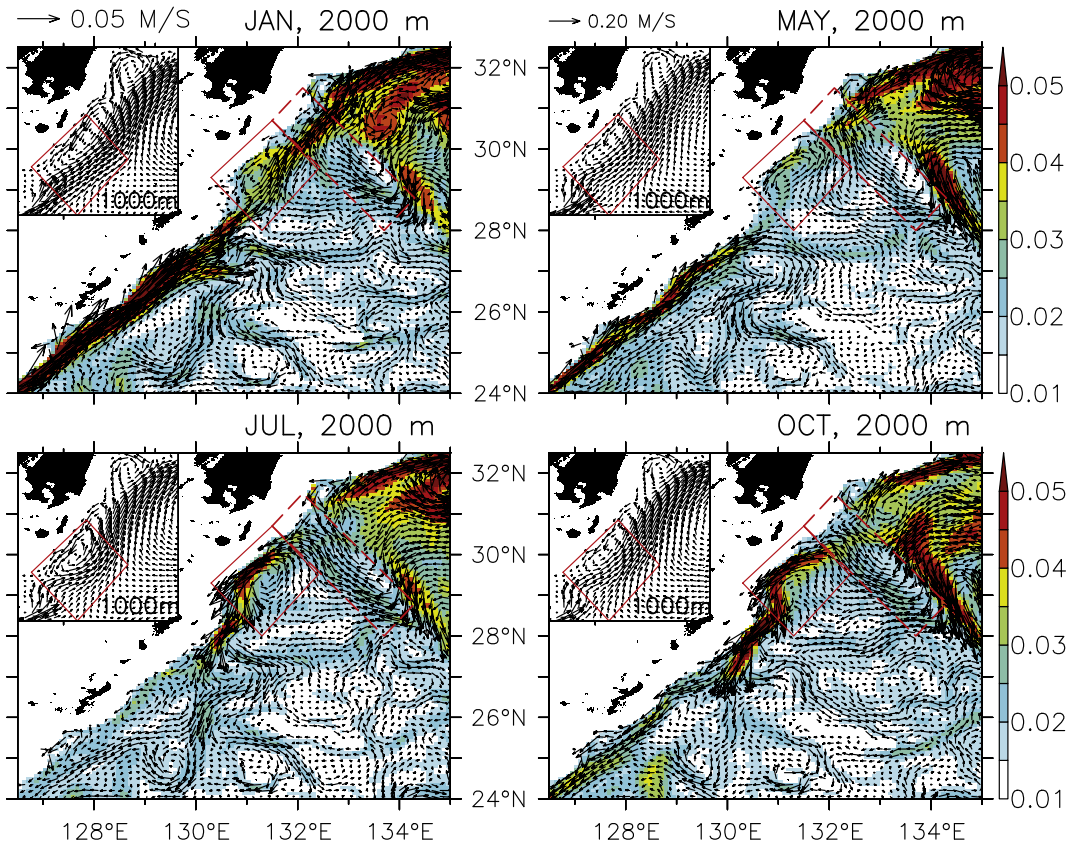 0.05 M/S JAN, 2000 m 0.20 M/S MAY, 2000 m
1000m
1000m
32°N
30°N
28°N
26°N
24°N
0.05
0.04
0.03
0.02
0.01
JUL, 2000 m OCT, 2000 m
1000m
1000m
32°N
30°N
28°N
26°N
24°N
0.05
0.04
0.03
0.02
0.01
128°E 130°E 132°E 134°E 128°E 130°E 132°E 134°E